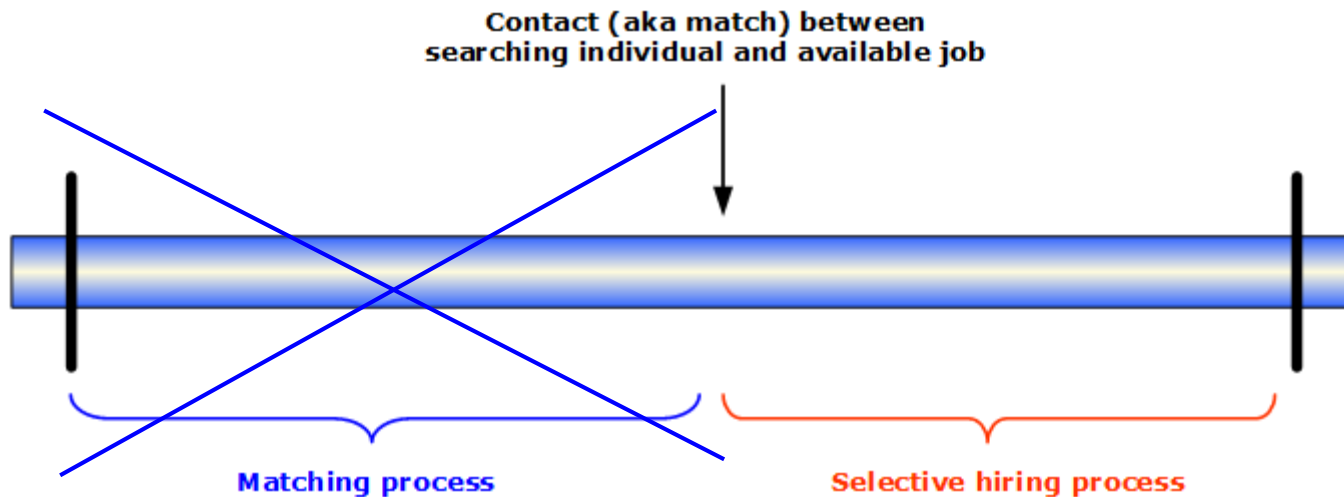 Contact (aka match) between
searching individual and available job
Matching process
Selective hiring process